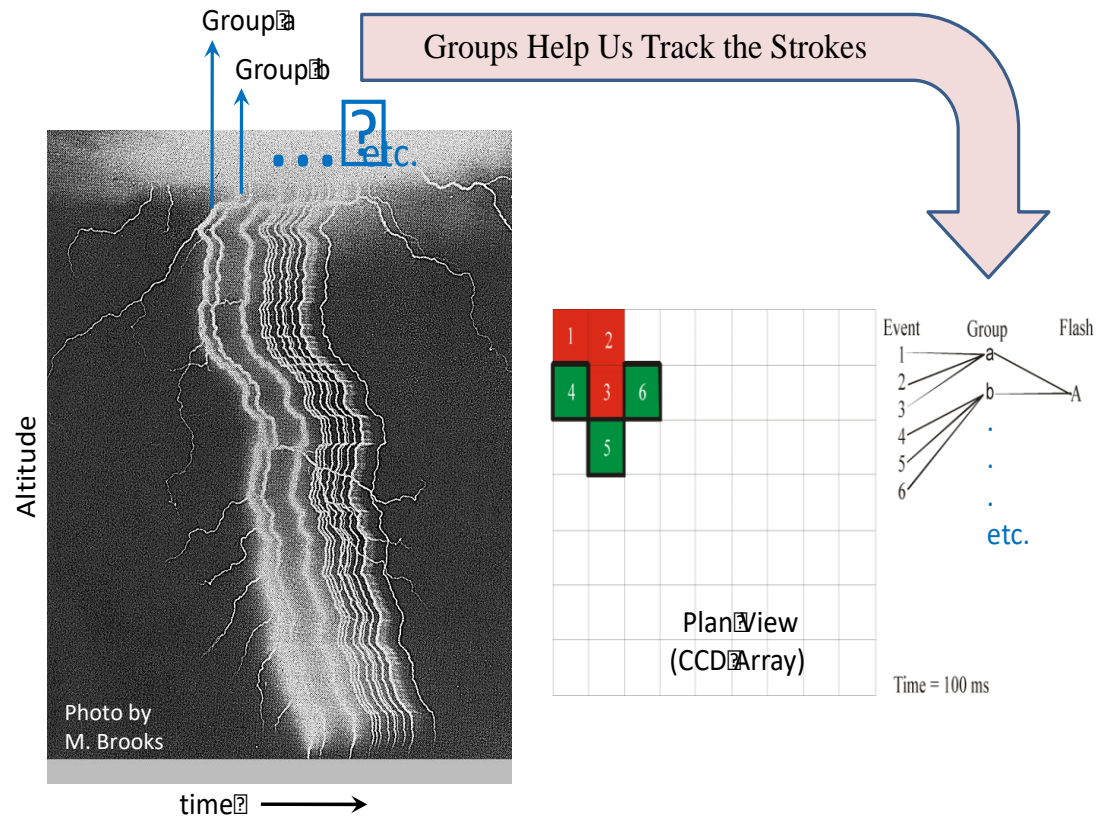 Group⍰a
Group⍰b
Groups Help Us Track the Strokes
... ⍰
etc.
Altitude
Photo by
M. Brooks
time⍰
1 2
4 3 6
5
Plan⍰View
(CCD⍰Array)
Event Group Flash
1 a
2
b A
3
4 .
5 .
6 .
etc.
Time = 100 ms